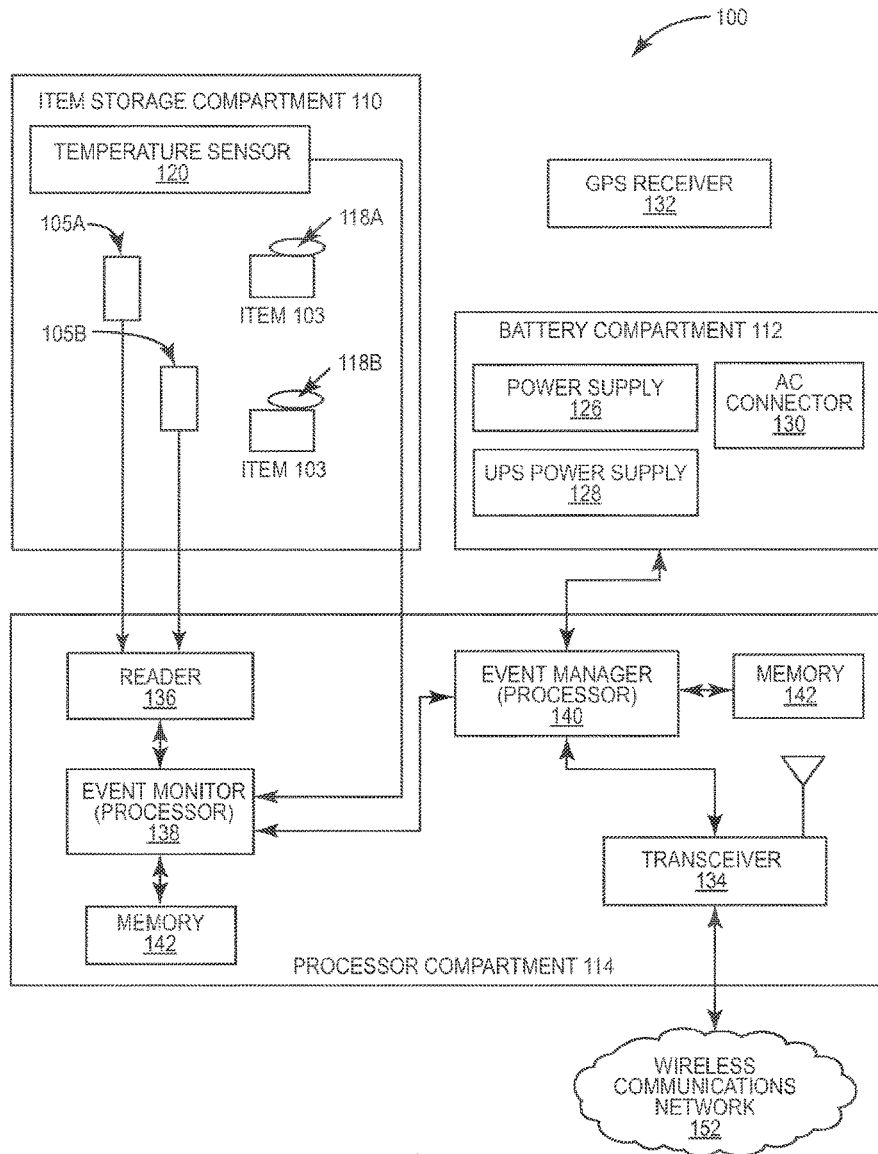 100
ITEM STORAGE COMPARTMENT 110
TEMPERATURE SENSOR
120
105A
118A
ITEM 103
105B
118B
ITEM 103
GPS RECEIVER
132
BATTERY COMPARTMENT 112
POWER SUPPLY
126
AC
CONNECTOR
130
UPS POWER SUPPLY
128
READER
136
EVENT MONITOR
(PROCESSOR)
138
MEMORY
142
EVENT MANAGER
(PROCESSOR)
140
MEMORY
142
TRANSCEIVER
134
PROCESSOR COMPARTMENT 114
WIRELESS
COMMUNICATIONS
NETWORK
152